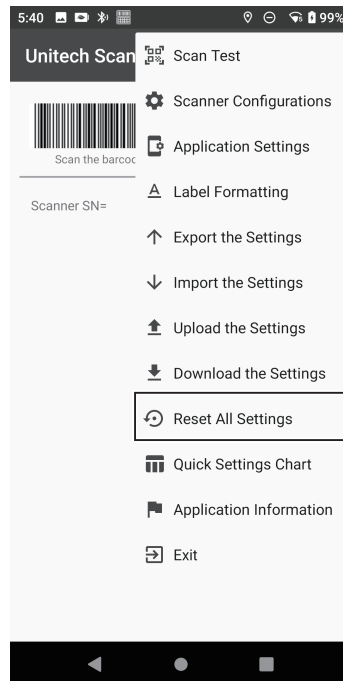 5:40
99%
Unitech Scan
Scan the barcod
Scanner SN=
Scan Test
Scanner Configurations
Application Settings
Label Formatting
Export the Settings
Import the Settings
Upload the Settings
Download the Settings
Reset All Settings
Quick Settings Chart
Application Information
Exit